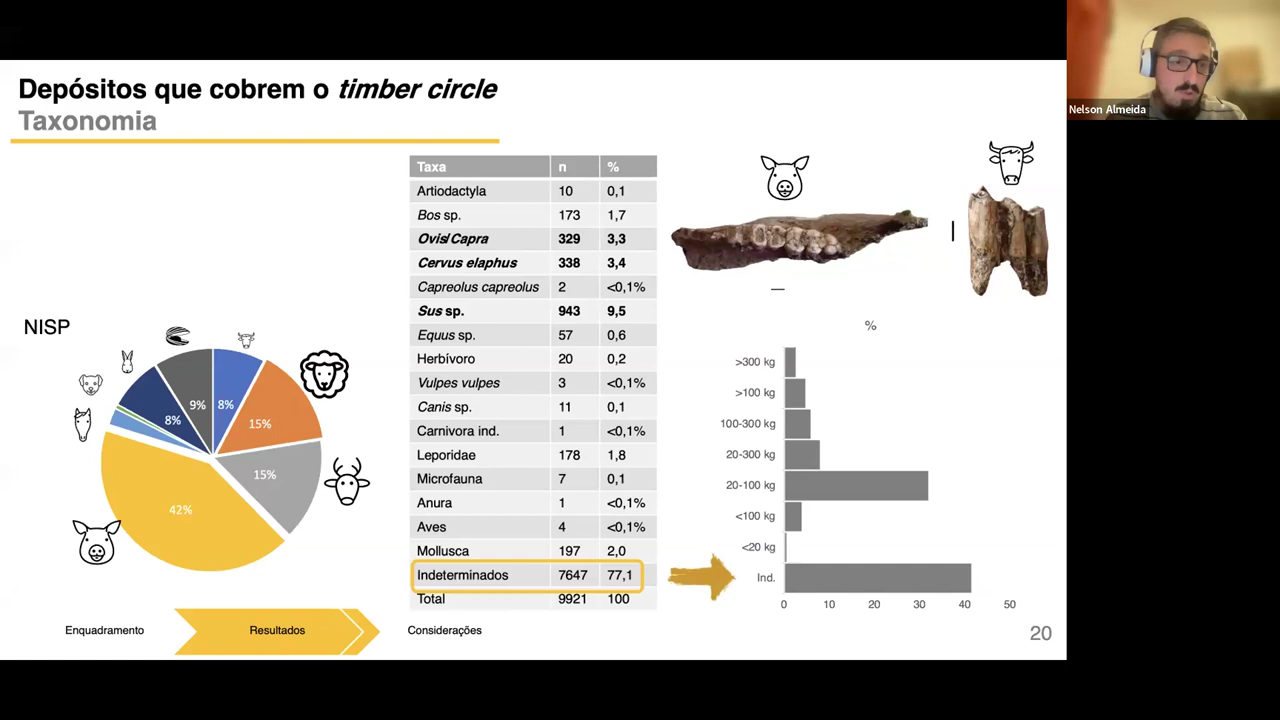 Depósitos que cobrem o timber circle
Taxonomia
Nelson Almeida
NISP
9%
8%
15%
15%
42%
8%
Taxa n %
Artiodactyla 10 0,1
Bos sp. 173 1,7
Ovis/Capra 329 3,3
Cervus elaphus 338 3,4
Capreolus capreolus 2 <0,1%
Sus sp. 943 9,5
Equus sp. 57 0,6
Herbívoro 20 0,2
Vulpes vulpes 3 <0,1%
Canis sp. 11 0,1
Carnivora ind. 1 <0,1%
Leporidae 178 1,8
Microfauna 7 0,1
Anura 1 <0,1%
Aves 4 <0,1%
Mollusca 197 2,0
Indeterminados 7647 77,1
Total 9921 100
%
>300 kg
>100 kg
100-300 kg
20-300 kg
20-100 kg
<100 kg
<20 kg
Ind.
0 10 20 30 40 50
Enquadramento Resultados Considerações
20